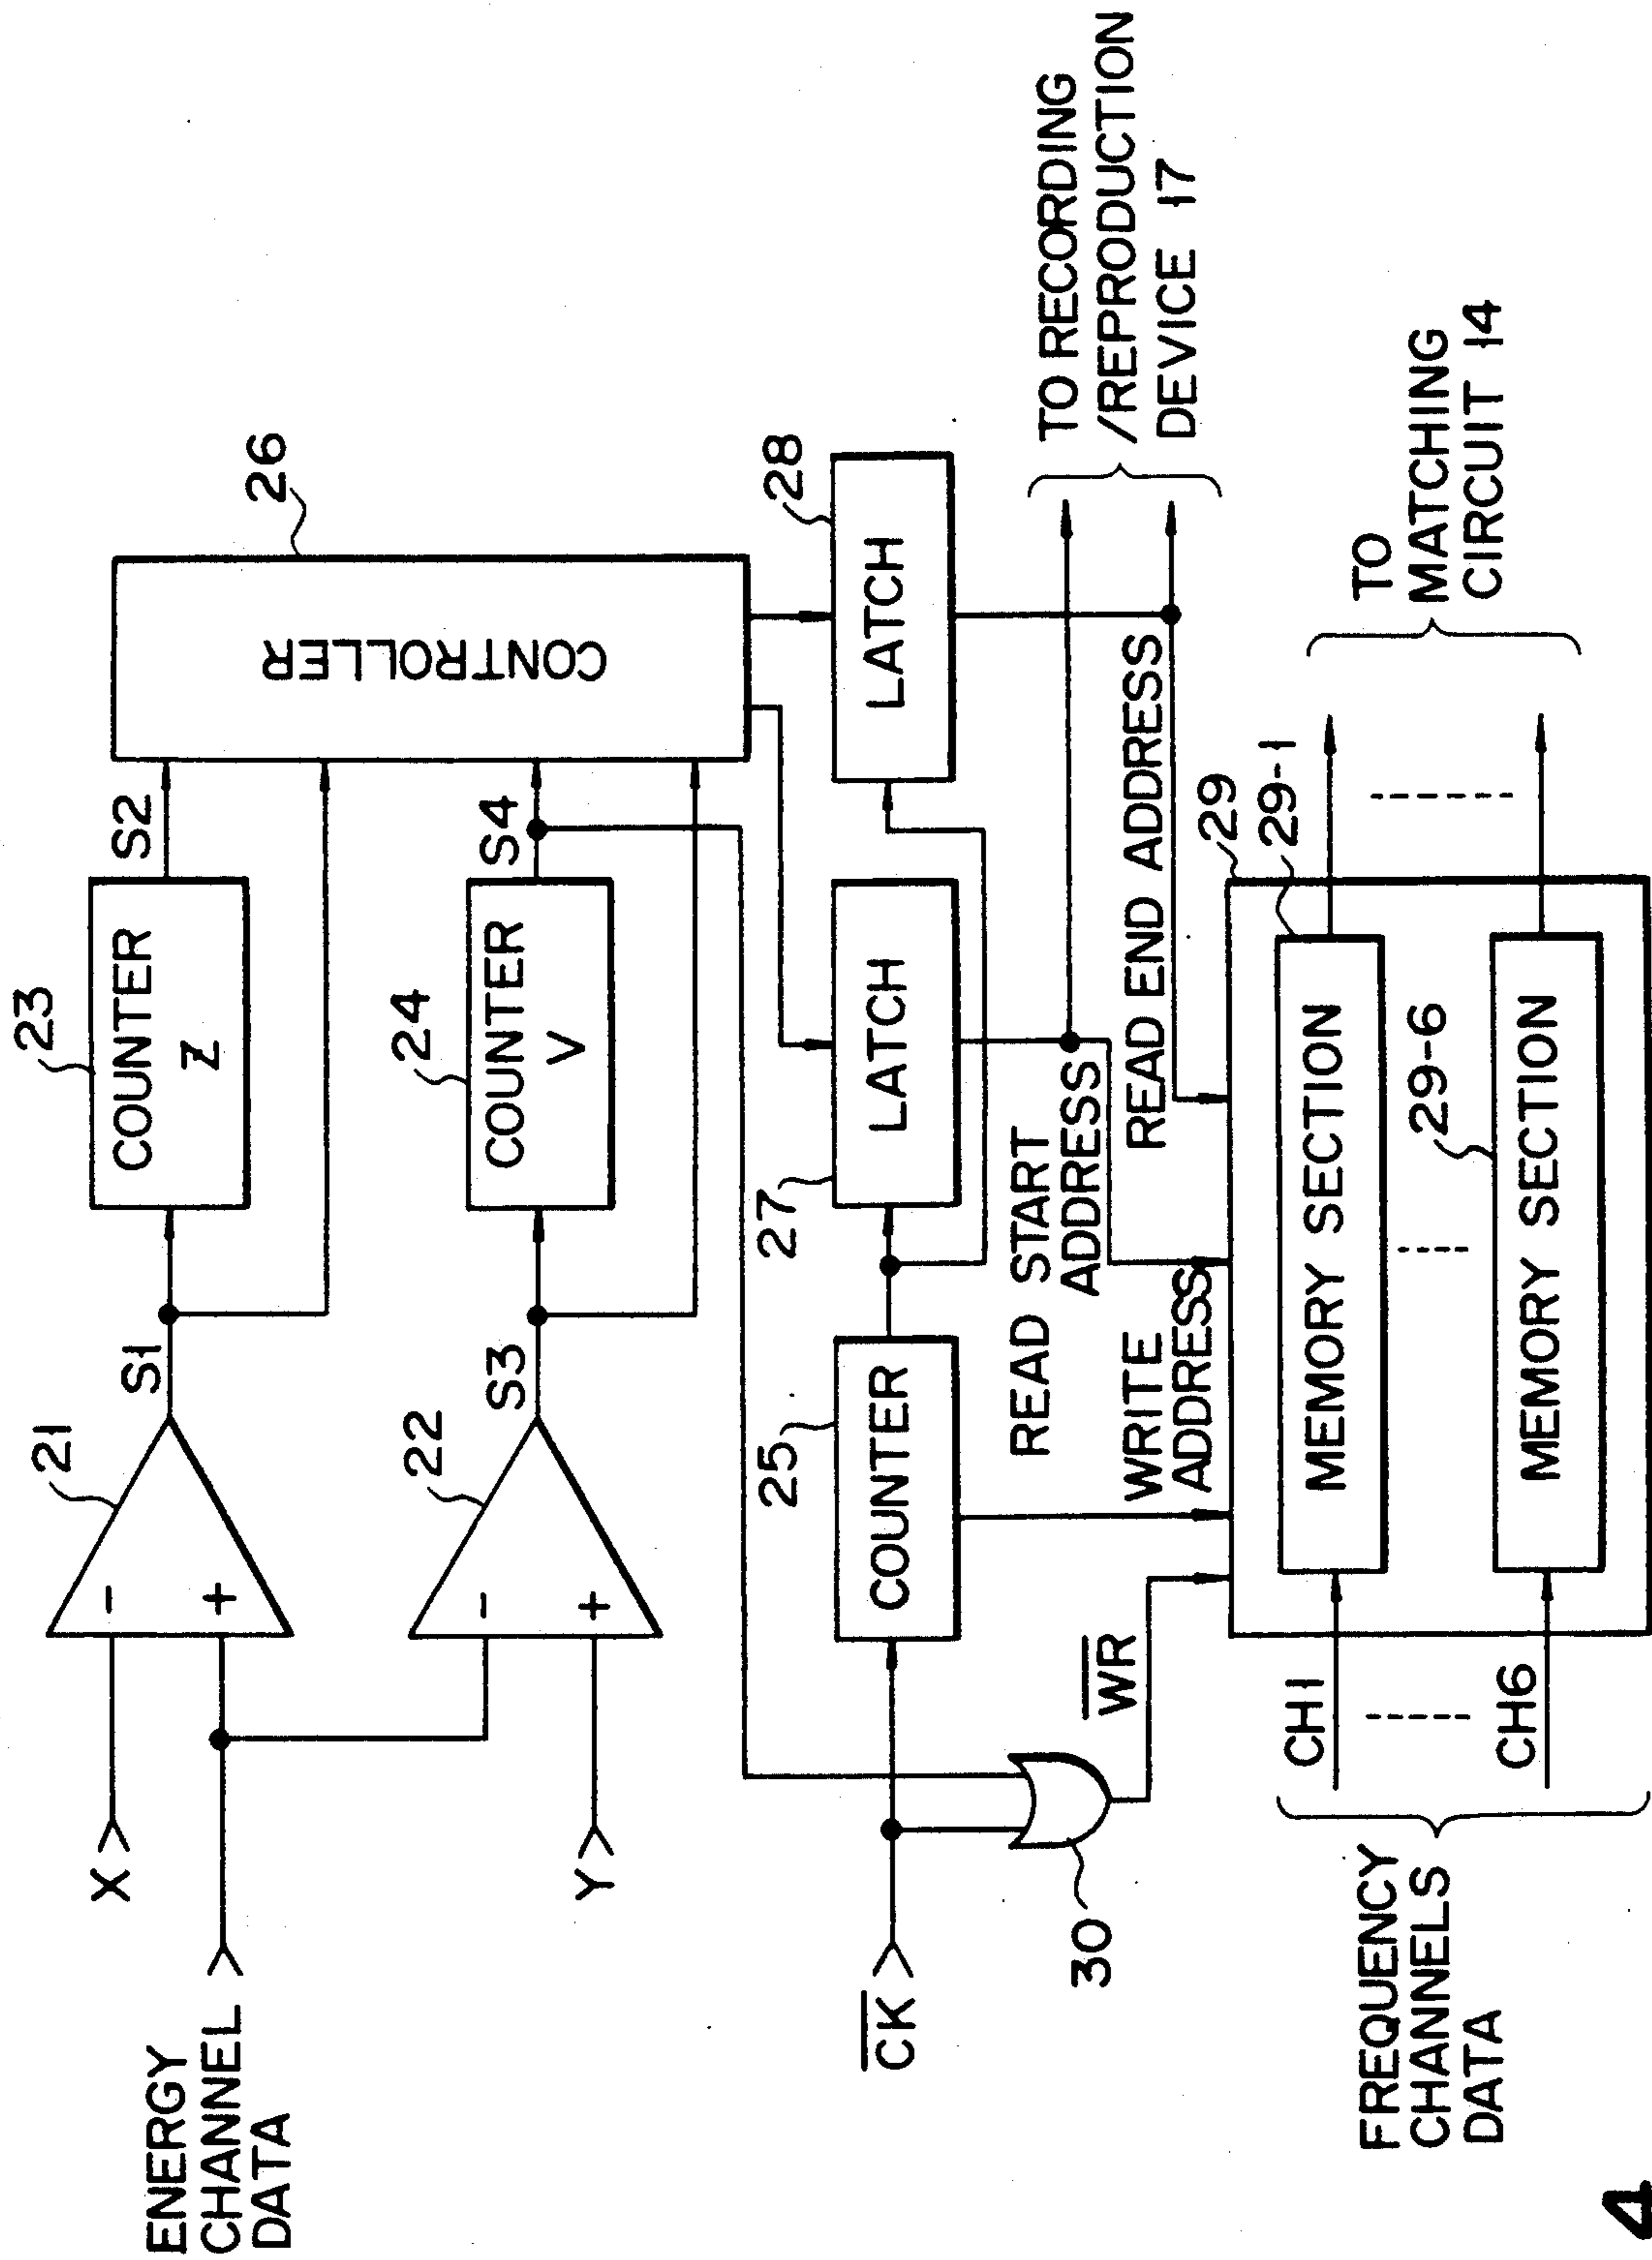 ENERGY
CHANNEL
DATA
X
Y
21
-
+
S1
22
-
+
S3
23
COUNTER
Z
S2
24
COUNTER
V
S4
26
CONTROLLER
C̅K̅
30
W̅R̅
25
COUNTER
27
LATCH
28
LATCH
READ START
ADDRESS
READ END ADDRESS
WRITE
ADDRESS
TO RECORDING
/REPRODUCTION
DEVICE 17
FREQUENCY
CHANNELS
DATA
CH1
CH6
29
29-1
MEMORY SECTION
29-6
MEMORY SECTION
TO
MATCHING
CIRCUIT 14
4